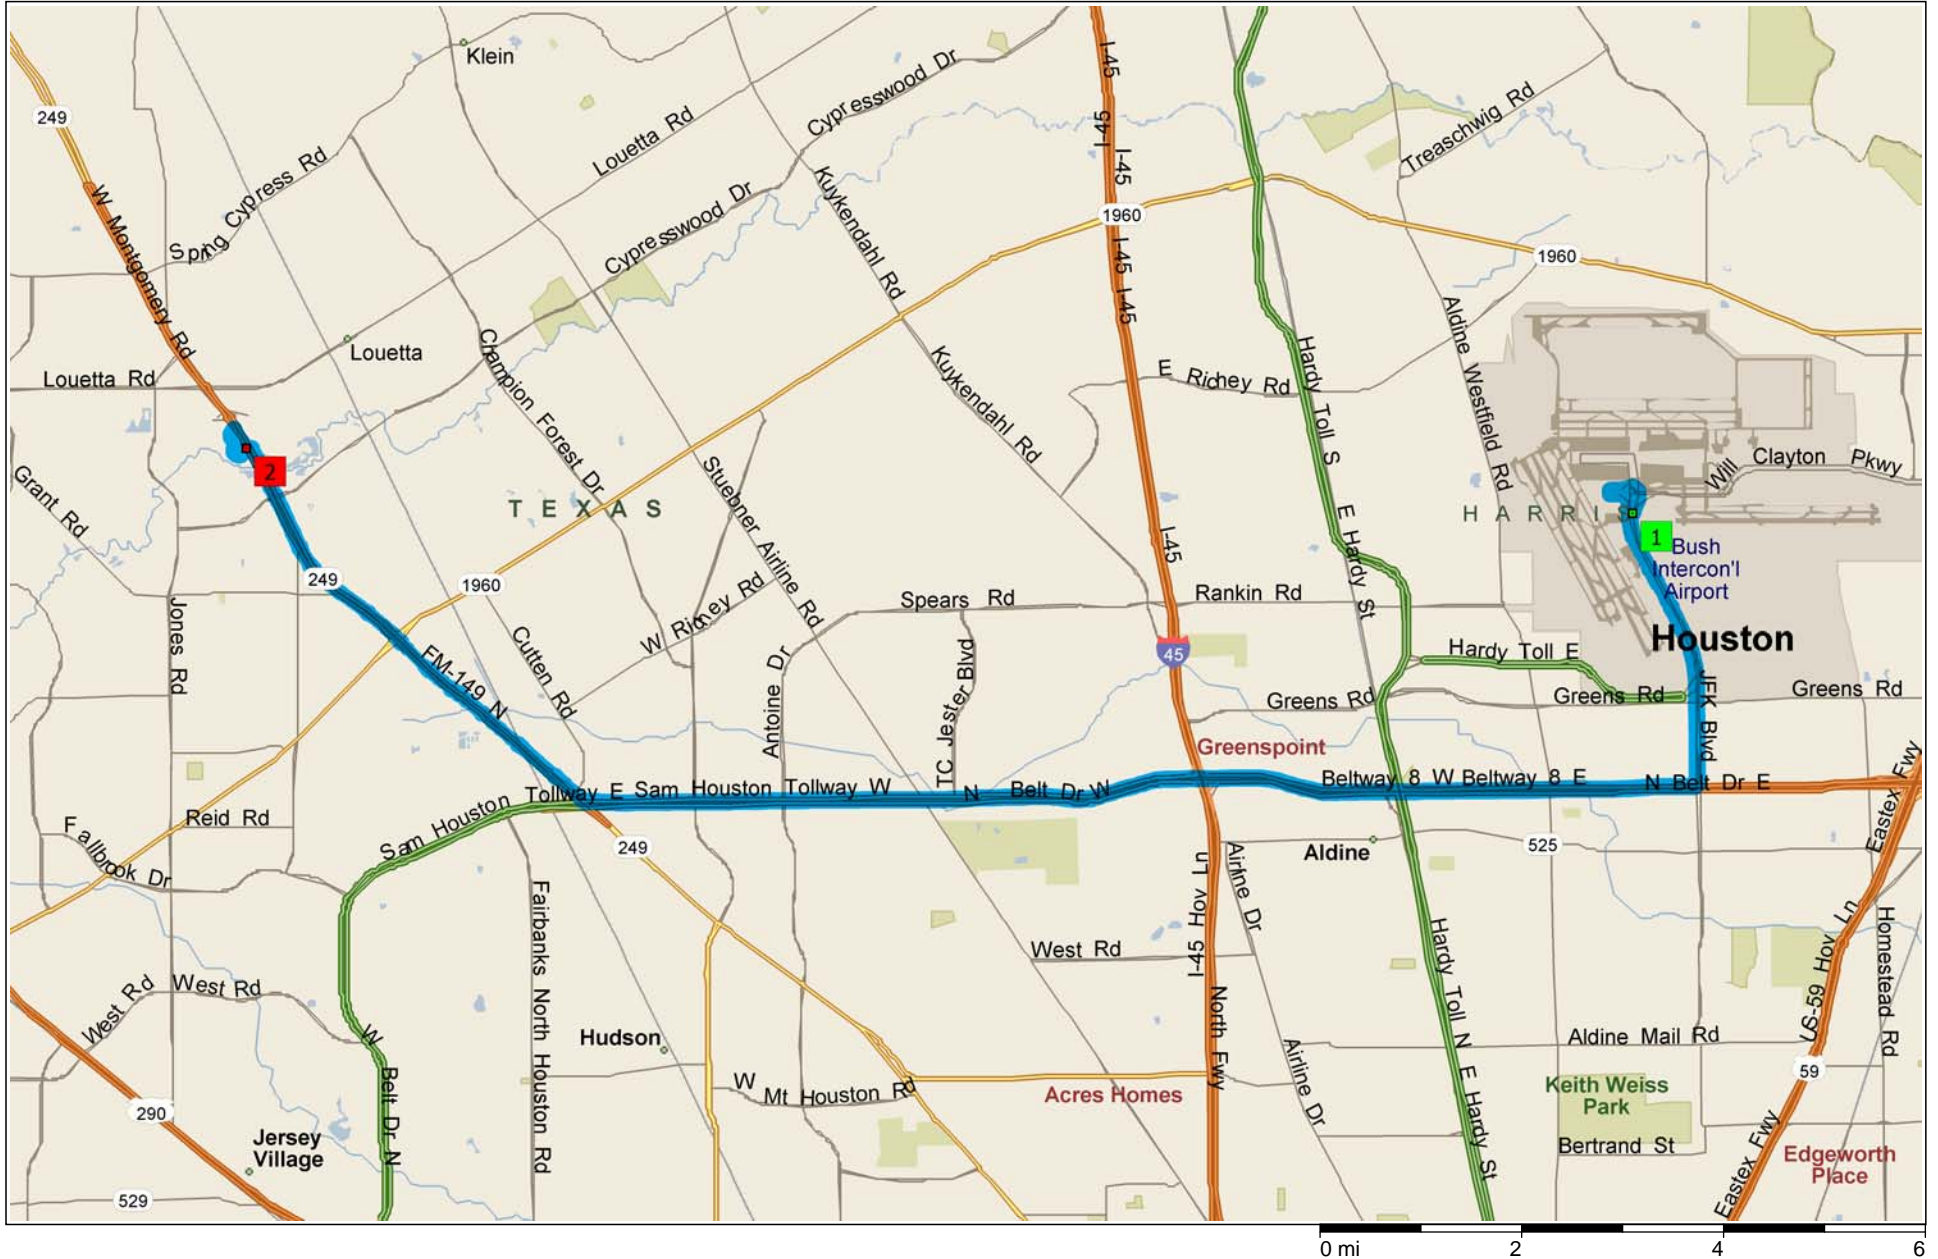 Klein
I-45
Cypresswood Dr
249
I-45
Louetta Rd
Treaschwig Rd
I-45
Spring Cypress Rd
Cypresswood Dr
Kuykendahl Rd
W Montgomery Rd
1960
1960
I-45
I-45
Louetta
Champion Forest Dr
Kuykendahl Rd
Hardy Toll S
Aldine Westfield Rd
Louetta Rd
E Richey Rd
2
Grant Rd
Stuebner Airline Rd
Will Clayton Pkwy
TEXAS
HARRIS
1
Bush
Intercon'l
Airport
I-45
E Hardy St
249
1960
W Richey Rd
Spears Rd
Rankin Rd
Jones Rd
Cutten Rd
Houston
45
Hardy Toll E
FM-149 N
Antoine Dr
TC Jester Blvd
Greens Rd
Greens Rd
Greens Rd
JFK Blvd
Greenspoint
Sam Houston Tollway E
Sam Houston Tollway W
N Belt Dr W
Beltway 8 W
Beltway 8 E
N Belt Dr E
Eastex Fwy
Reid Rd
Fallbrook Dr
249
Aldine
525
I-45 Hov Ln
Airline Dr
Fairbanks North Houston Rd
West Rd
Hardy Toll N
US-59 Hov Ln
Homestead Rd
West Rd
West Rd
W Belt Dr N
Hudson
North Fwy
Airline Dr
Aldine Mail Rd
59
W Mt Houston Rd
Acres Homes
E Hardy St
Keith Weiss
Park
290
Jersey
Village
Bertrand St
Eastex Fwy
Edgeworth
Place
529
0 mi 2 4 6